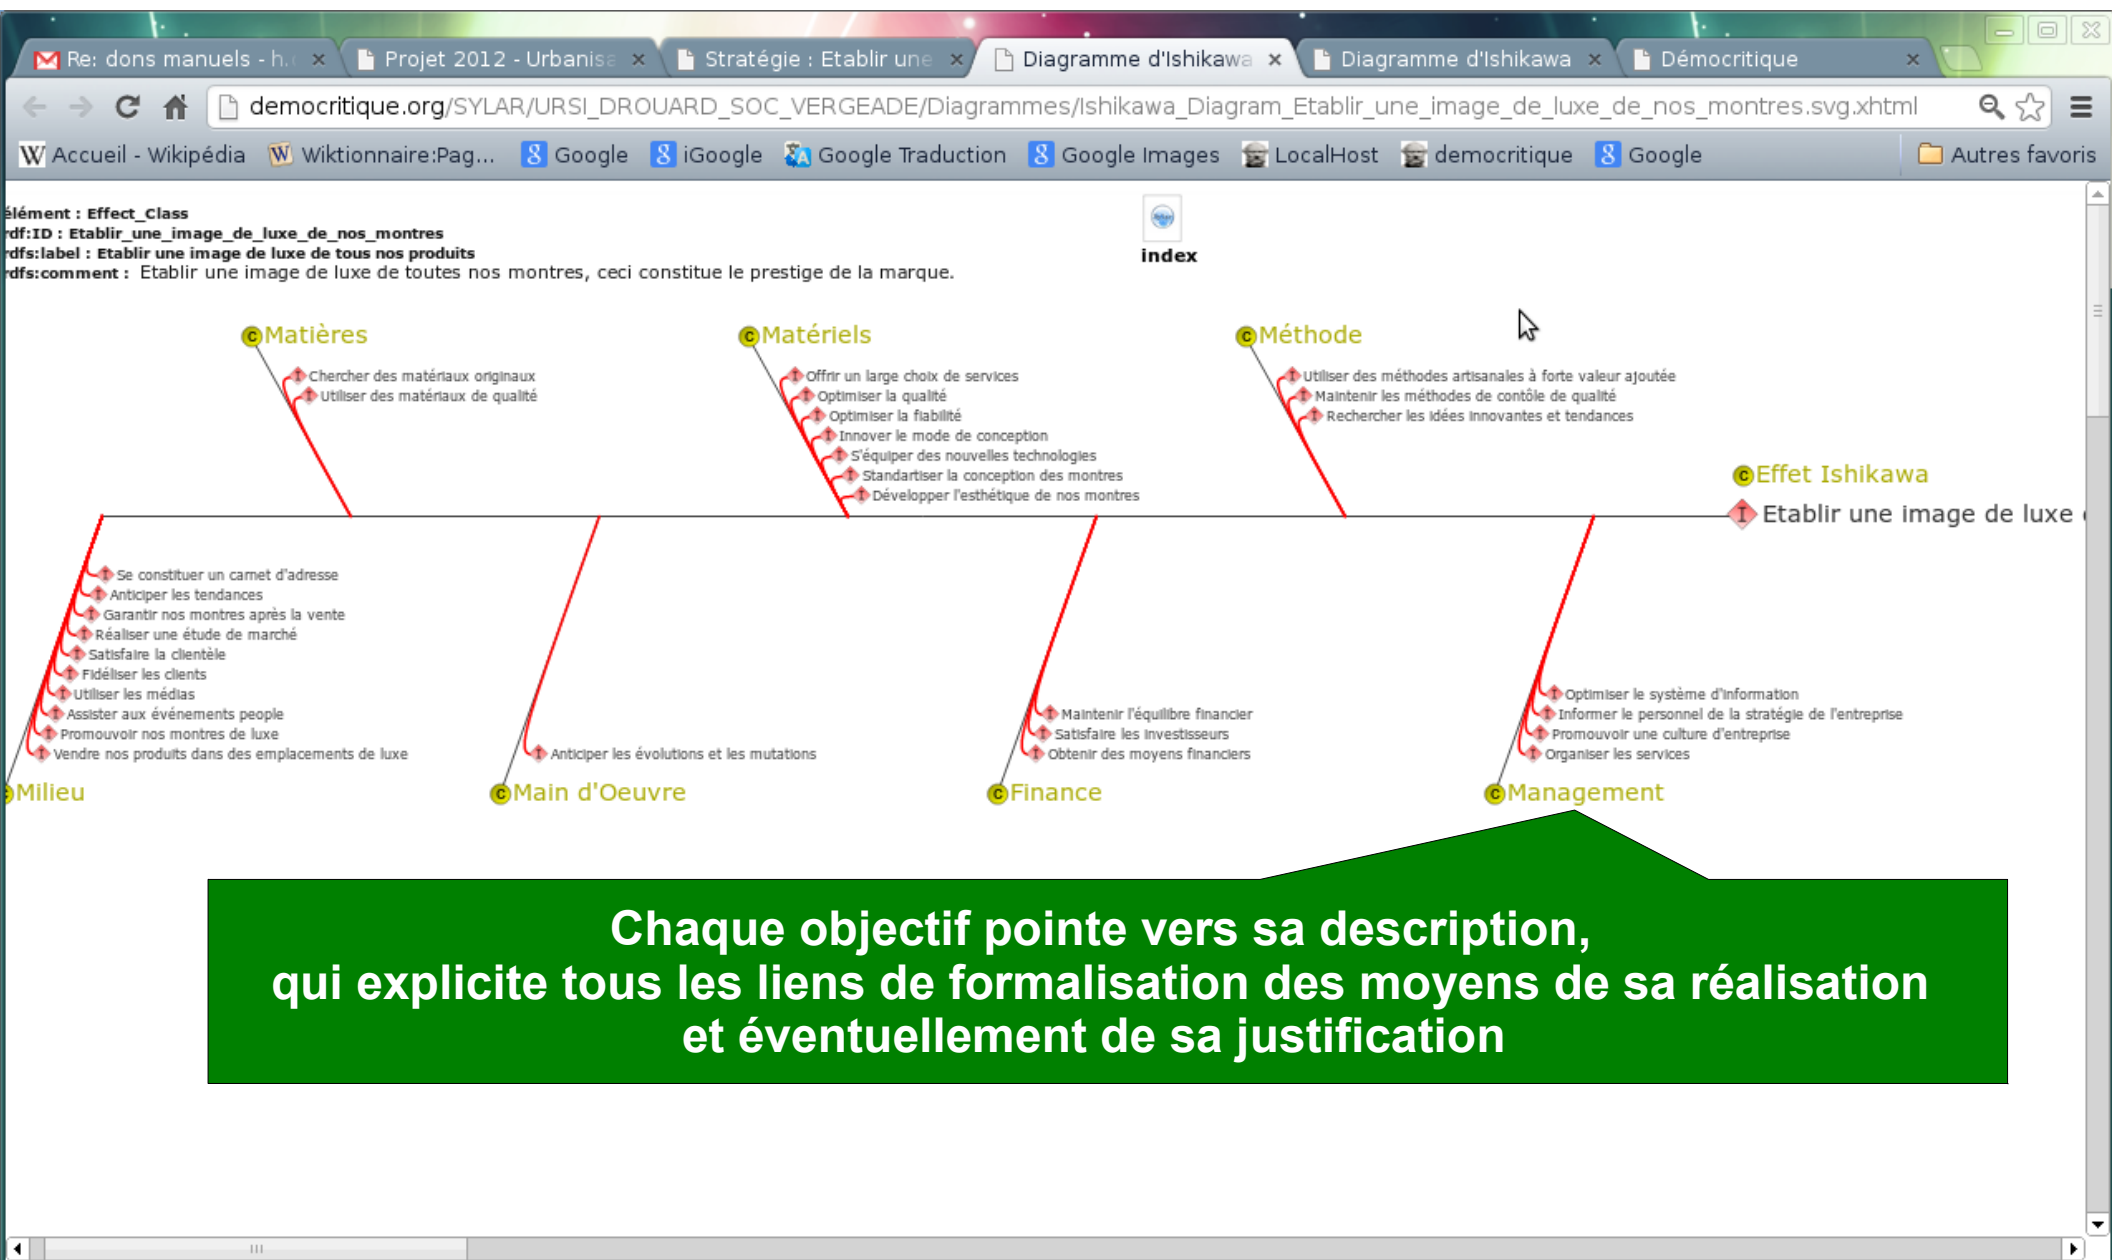 Re: dons manuels - h.
Projet 2012 - Urbanisa
Stratégie : Etablir une
Diagramme d'Ishikawa
Diagramme d'Ishikawa
Démocritique
democritique.org/SYLAR/URSI_DROUARD_SOC_VERGEADE/Diagrammes/Ishikawa_Diagram_Etablir_une_image_de_luxe_de_nos_montres.svg.xhtml
W Accueil - Wikipédia
W Wiktionnaire:Pag...
8 Google
8 iGoogle
Google Traduction
8 Google Images
LocalHost
democritique
8 Google
Autres favoris
élément : Effect_Class
rdf:ID : Etablir_une_image_de_luxe_de_nos_montres
rdfs:label : Etablir une image de luxe de tous nos produits
rdfs:comment : Etablir une image de luxe de toutes nos montres, ceci constitue le prestige de la marque.
index
C Matières
I Chercher des matériaux originaux
I Utiliser des matériaux de qualité
C Matériels
I Offrir un large choix de services
I Optimiser la qualité
I Optimiser la fiabilité
I Innover le mode de conception
I S'équiper des nouvelles technologies
I Standartiser la conception des montres
I Développer l'esthétique de nos montres
C Méthode
I Utiliser des méthodes artisanales à forte valeur ajoutée
I Maintenir les méthodes de contôle de qualité
I Rechercher les idées innovantes et tendances
C Effet Ishikawa
I Etablir une image de luxe
I Se constituer un carnet d'adresse
I Anticiper les tendances
I Garantir nos montres après la vente
I Réaliser une étude de marché
I Satisfaire la clientèle
I Fidéliser les clients
I Utiliser les médias
I Assister aux événements people
I Promouvoir nos montres de luxe
I Vendre nos produits dans des emplacements de luxe
C Milieu
I Anticiper les évolutions et les mutations
C Main d'Oeuvre
I Maintenir l'équilibre financier
I Satisfaire les investisseurs
I Obtenir des moyens financiers
C Finance
I Optimiser le système d'information
I Informer le personnel de la stratégie de l'entreprise
I Promouvoir une culture d'entreprise
I Organiser les services
C Management
Chaque objectif pointe vers sa description,
qui explicite tous les liens de formalisation des moyens de sa réalisation
et éventuellement de sa justification